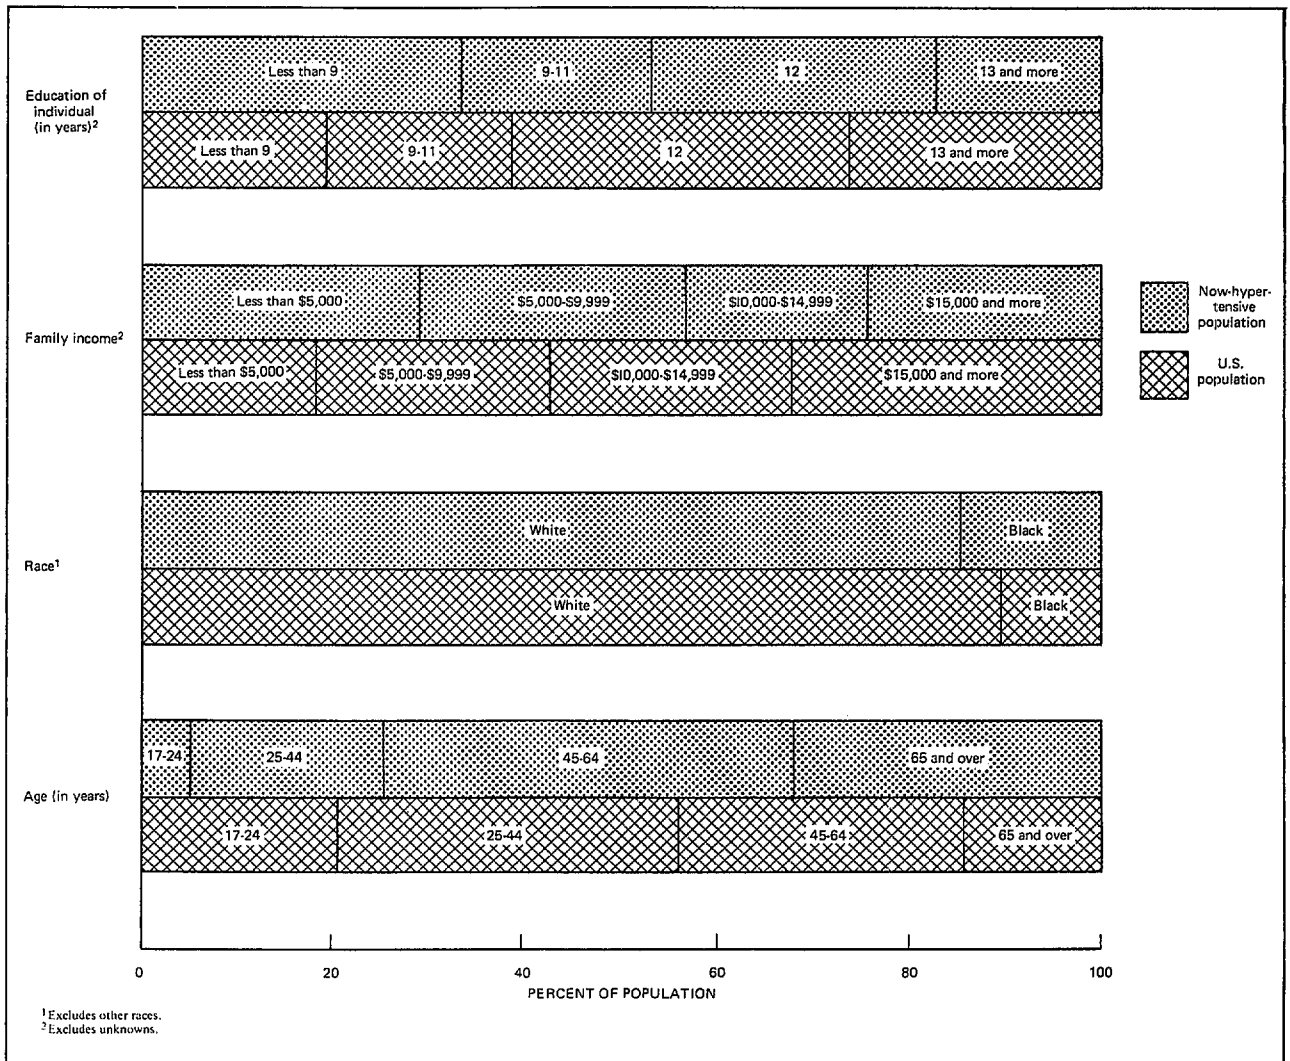 Education of
individual
(in years)2
Less than 9
9-11
12
13 and more
Less than 9
9-11
12
13 and more
Family income2
Less than $5,000
$5,000-$9,999
$10,000-$14,999
$15,000 and more
Less than $5,000
$5,000-$9,999
$10,000-$14,999
$15,000 and more
Now-hyper-
tensive
population
U.S.
population
Race1
White
Black
White
Black
Age (in years)
17-24
25-44
45-64
65 and over
17-24
25-44
45-64
65 and over
0
20
40
60
80
100
PERCENT OF POPULATION
1Excludes other races.
2Excludes unknowns.